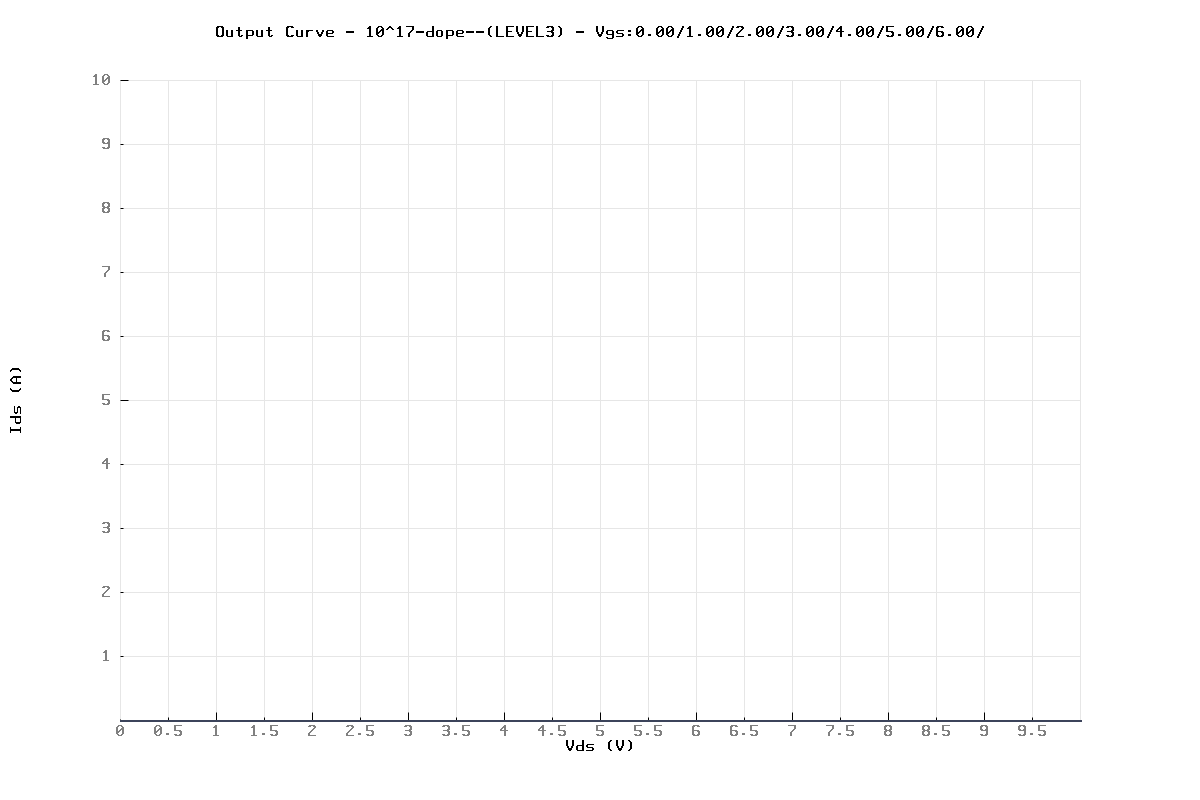 Output Curve - 10^17-dope--(LEVEL3) - Vgs:0.00/1.00/2.00/3.00/4.00/5.00/6.00/
10
9
8
7
6
5
4
3
2
1
Ids (A)
0 0.5 1 1.5 2 2.5 3 3.5 4 4.5 5 5.5 6 6.5 7 7.5 8 8.5 9 9.5
Vds (V)